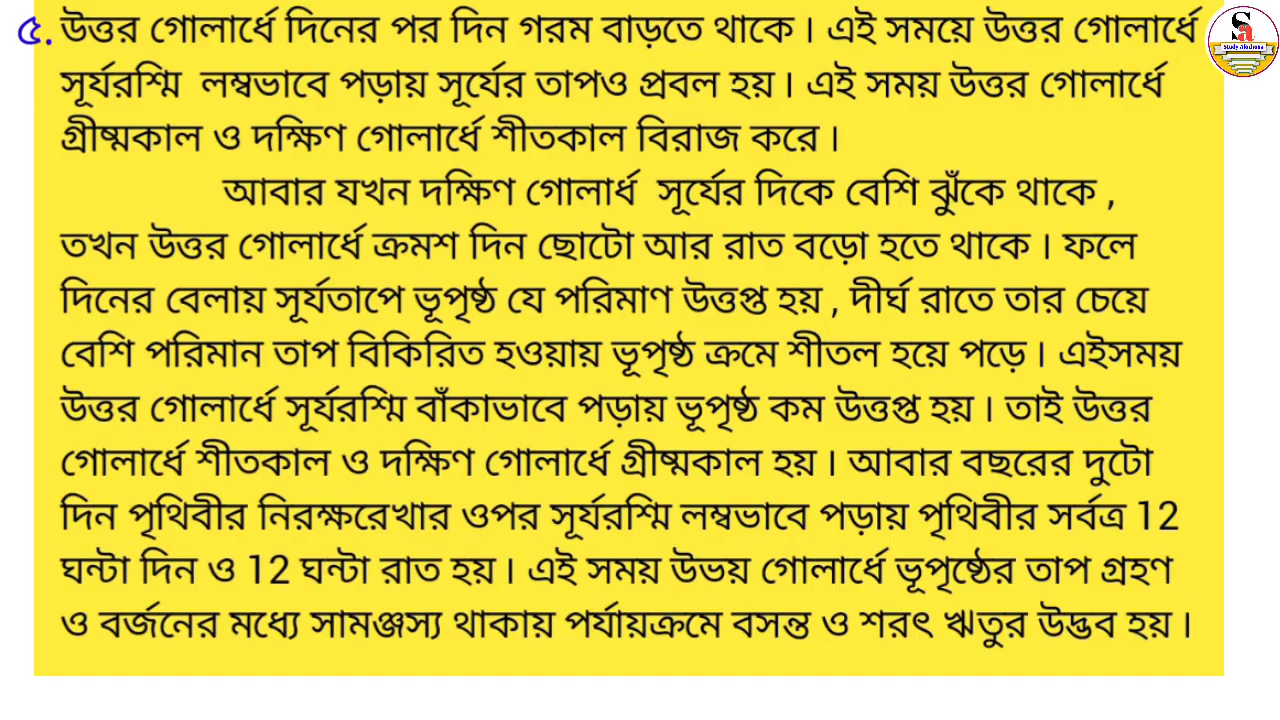 ৫. উত্তর গোলার্ধে দিনের পর দিন গরম বাড়তে থাকে । এই সময়ে উত্তর গোলার্ধে
সূর্যরশ্মি লম্বভাবে পড়ায় সূর্যের তাপও প্রবল হয় । এই সময় উত্তর গোলার্ধে
গ্রীষ্মকাল ও দক্ষিণ গোলার্ধে শীতকাল বিরাজ করে ।
আবার যখন দক্ষিণ গোলার্ধ সূর্যের দিকে বেশি ঝুঁকে থাকে ,
তখন উত্তর গোলার্ধে ক্রমশ দিন ছোটো আর রাত বড়ো হতে থাকে । ফলে
দিনের বেলায় সূর্যতাপে ভূপৃষ্ঠ যে পরিমাণ উত্তপ্ত হয় , দীর্ঘ রাতে তার চেয়ে
বেশি পরিমান তাপ বিকিরিত হওয়ায় ভূপৃষ্ঠ ক্রমে শীতল হয়ে পড়ে । এইসময়
উত্তর গোলার্ধে সূর্যরশ্মি বাঁকাভাবে পড়ায় ভূপৃষ্ঠ কম উত্তপ্ত হয় । তাই উত্তর
গোলার্ধে শীতকাল ও দক্ষিণ গোলার্ধে গ্রীষ্মকাল হয় । আবার বছরের দুটো
দিন পৃথিবীর নিরক্ষরেখার ওপর সূর্যরশ্মি লম্বভাবে পড়ায় পৃথিবীর সর্বত্র 12
ঘন্টা দিন ও 12 ঘন্টা রাত হয় । এই সময় উভয় গোলার্ধে ভূপৃষ্ঠের তাপ গ্রহণ
ও বর্জনের মধ্যে সামঞ্জস্য থাকায় পর্যায়ক্রমে বসন্ত ও শরৎ ঋতুর উদ্ভব হয় ।
Sa
Study Alochona